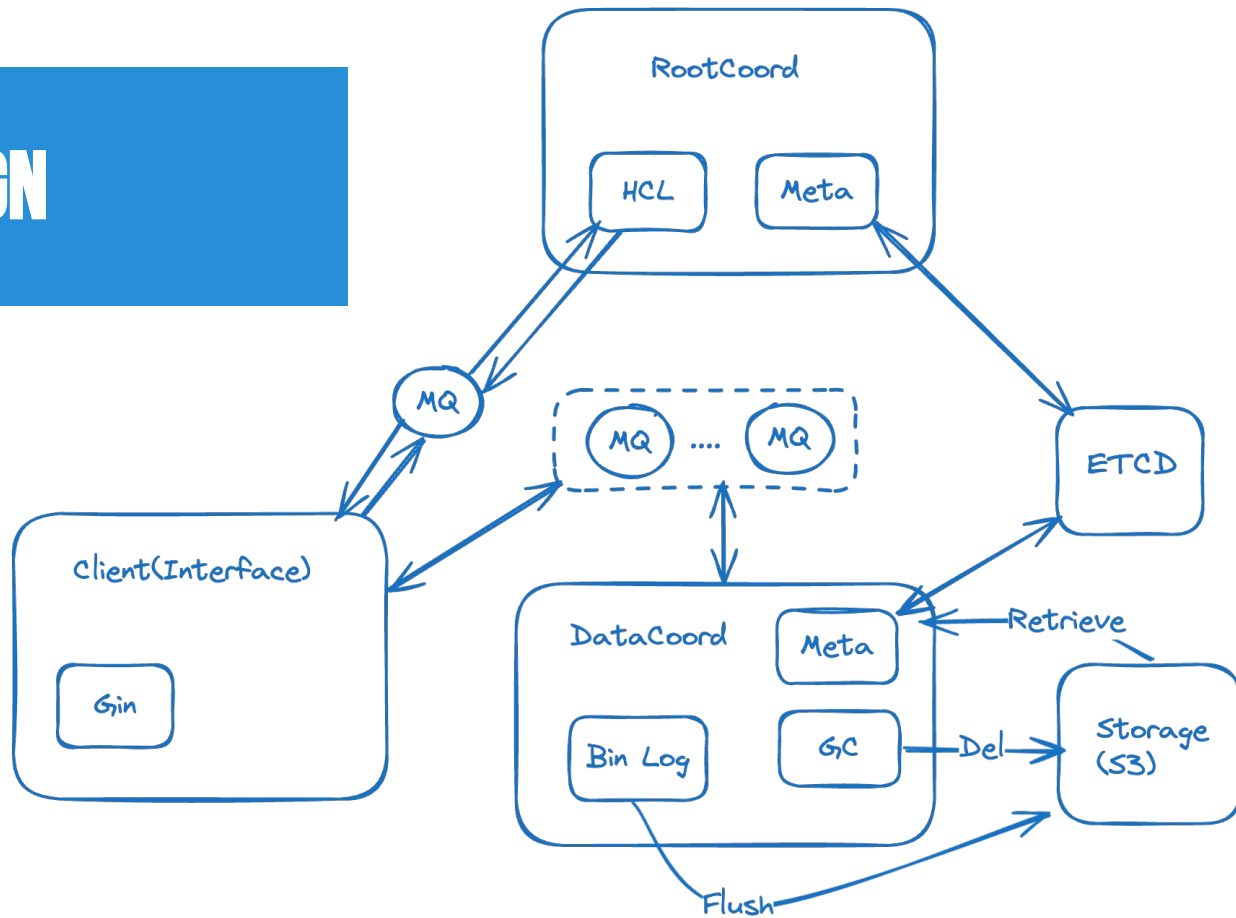 RootCoord
GN
HCL
Meta
MQ
MQ
....
MQ
ETCD
Client(Interface)
DataCoord
Meta
Retrieve
Gin
Bin Log
GC
Del
Storage
(S3)
Flush